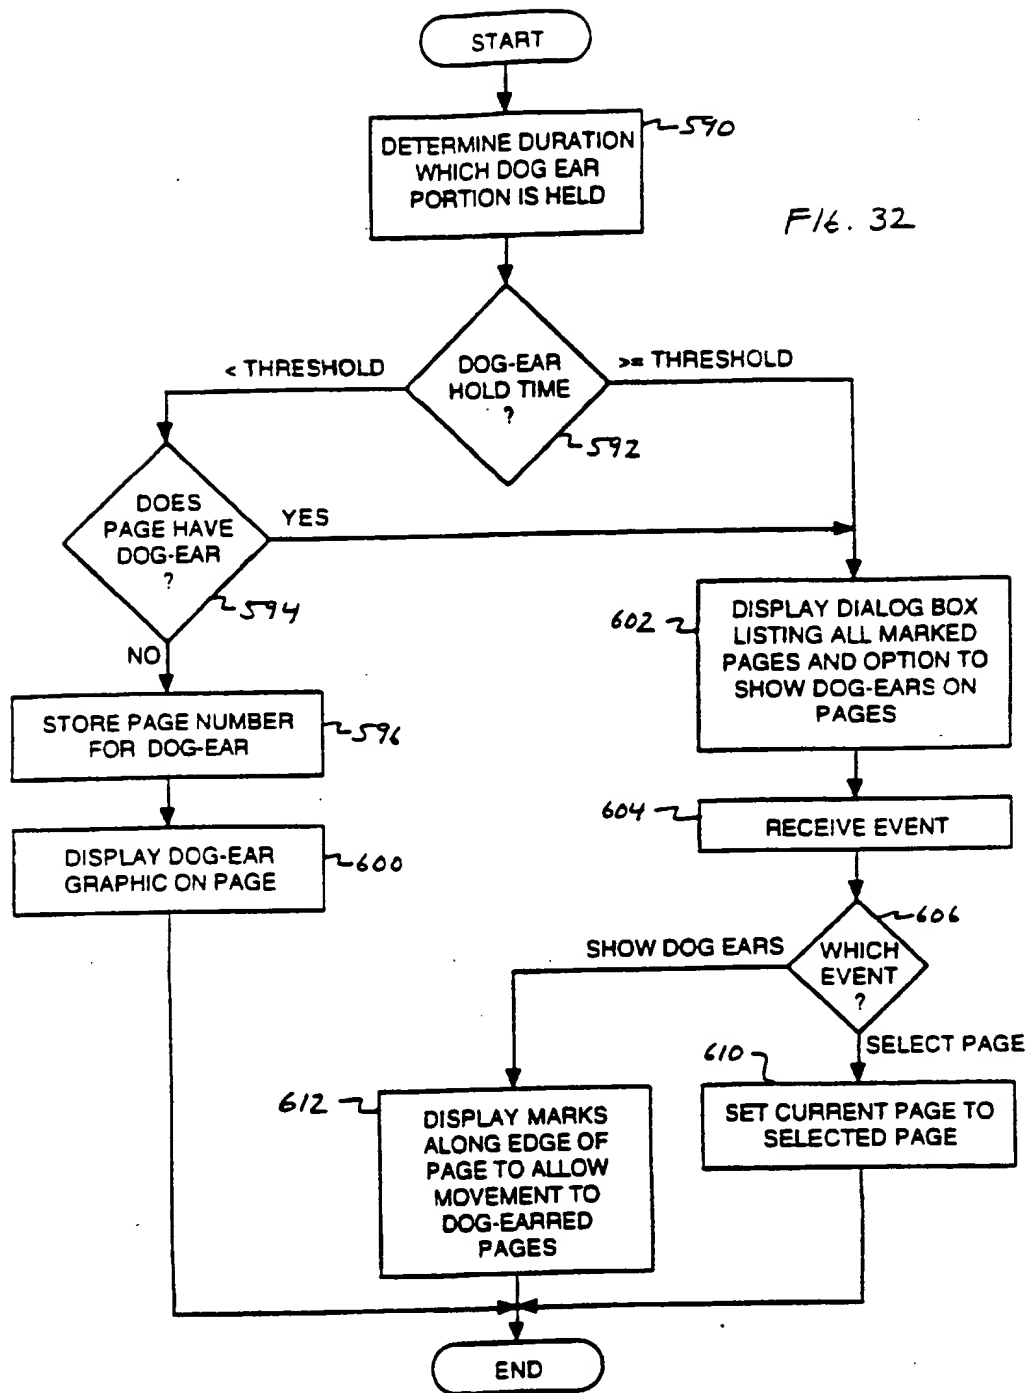 START
DETERMINE DURATION
WHICH DOG EAR
PORTION IS HELD
590
FIG. 32
DOG-EAR
HOLD TIME
?
592
< THRESHOLD
>= THRESHOLD
DOES
PAGE HAVE
DOG-EAR
?
594
YES
NO
STORE PAGE NUMBER
FOR DOG-EAR
596
DISPLAY DOG-EAR
GRAPHIC ON PAGE
600
602
DISPLAY DIALOG BOX
LISTING ALL MARKED
PAGES AND OPTION TO
SHOW DOG-EARS ON
PAGES
604
RECEIVE EVENT
606
WHICH
EVENT
?
SHOW DOG EARS
SELECT PAGE
610
SET CURRENT PAGE TO
SELECTED PAGE
612
DISPLAY MARKS
ALONG EDGE OF
PAGE TO ALLOW
MOVEMENT TO
DOG-EARRED
PAGES
END